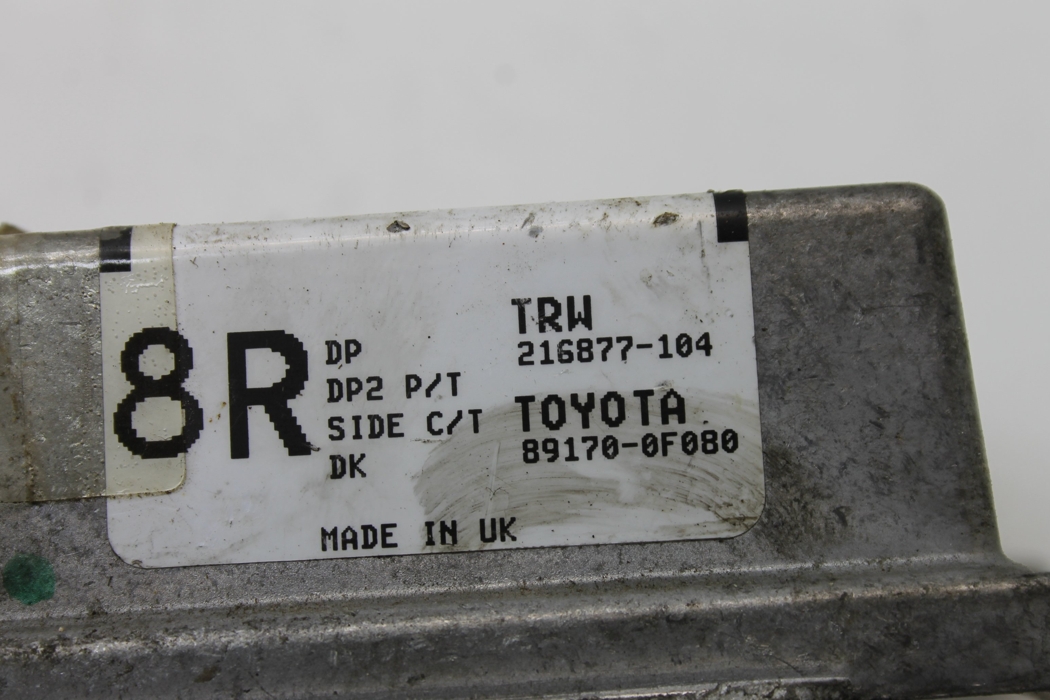 8R
DP
DP2 P/T
SIDE C/T
DK
TRW
216877-104
TOYOTA
89170-0F080
MADE IN UK